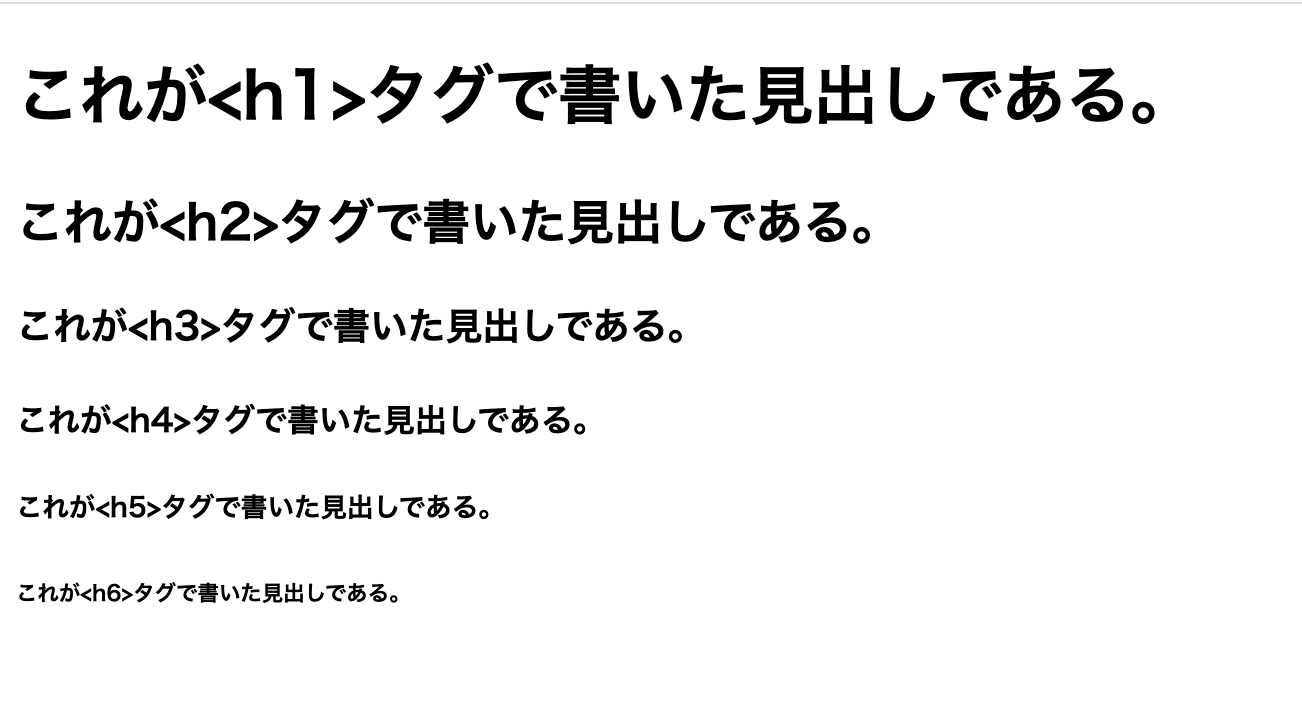 これが<h1>タグで書いた見出しである。
これが<h2>タグで書いた見出しである。
これが<h3>タグで書いた見出しである。
これが<h4>タグで書いた見出しである。
これが<h5>タグで書いた見出しである。
これが<h6>タグで書いた見出しである。